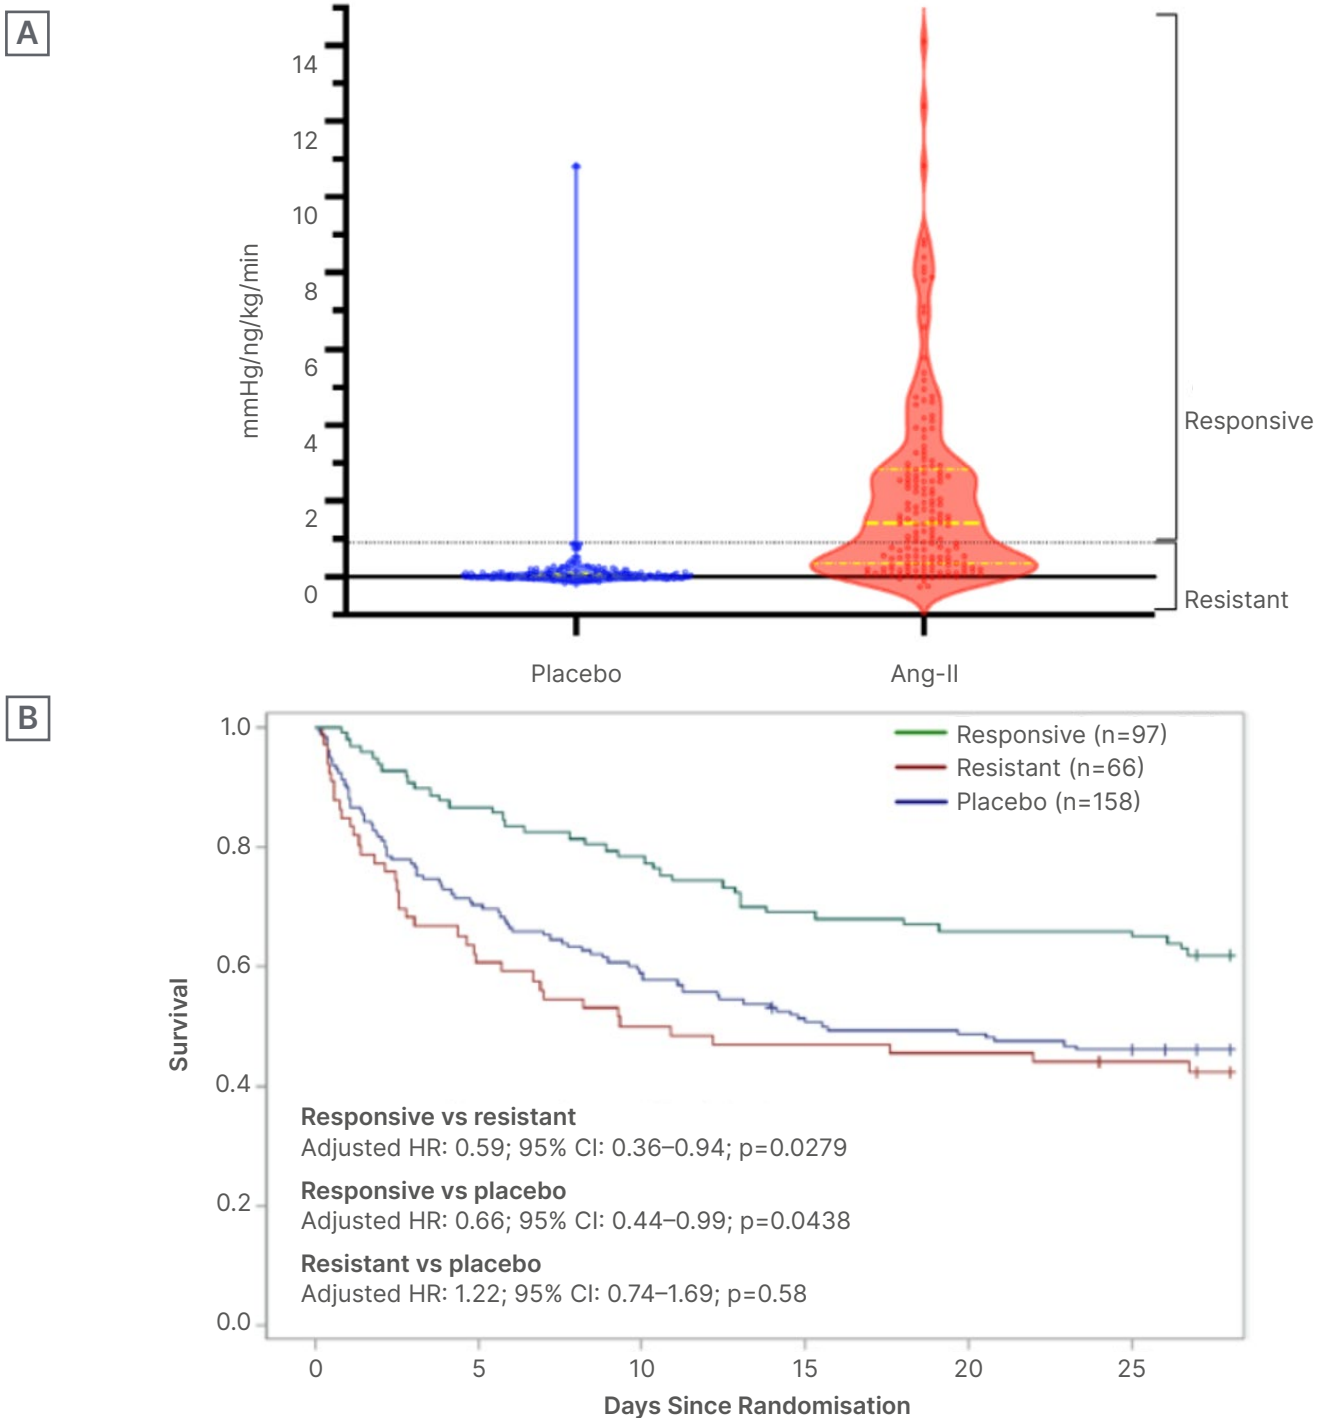 A
14
12
10
8
6
4
2
0
mmHg/ng/kg/min
Responsive
Resistant
Placebo
Ang-II
B
1.0
0.8
0.6
0.4
0.2
0.0
Survival
Responsive (n=97)
Resistant (n=66)
Placebo (n=158)
Responsive vs resistant
Adjusted HR: 0.59; 95% CI: 0.36–0.94; p=0.0279
Responsive vs placebo
Adjusted HR: 0.66; 95% CI: 0.44–0.99; p=0.0438
Resistant vs placebo
Adjusted HR: 1.22; 95% CI: 0.74–1.69; p=0.58
0 5 10 15 20 25
Days Since Randomisation